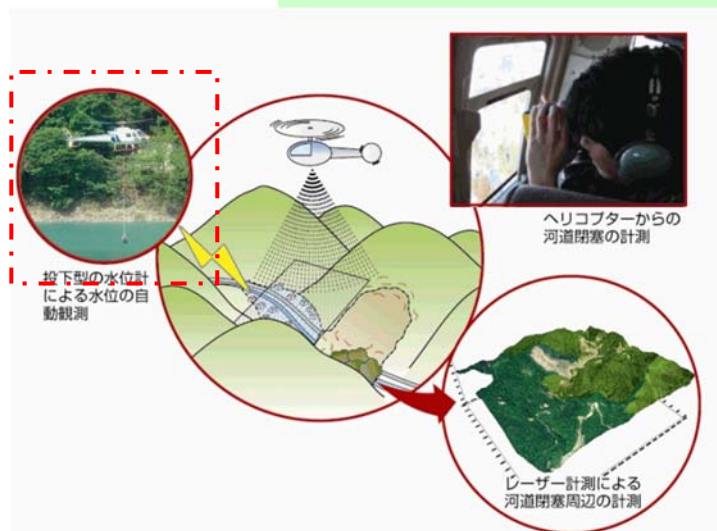 ヘリコプターからの
河道閉塞の計測
投下型の水位計
による水位の自
動観測
レーザー計測による
河道閉塞周辺の計測